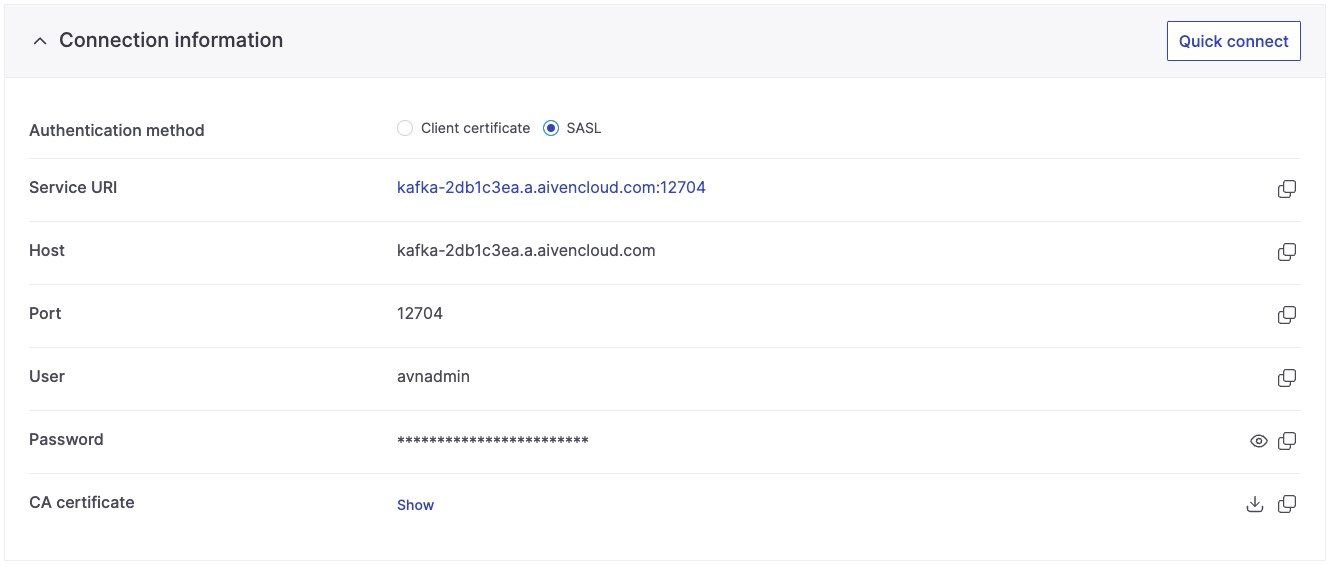 Connection information
Quick connect
Authentication method
Client certificate SASL
Service URI
kafka-2db1c3ea.a.aivencloud.com:12704
Host
kafka-2db1c3ea.a.aivencloud.com
Port
12704
User
avnadmin
Password
************************
CA certificate
Show